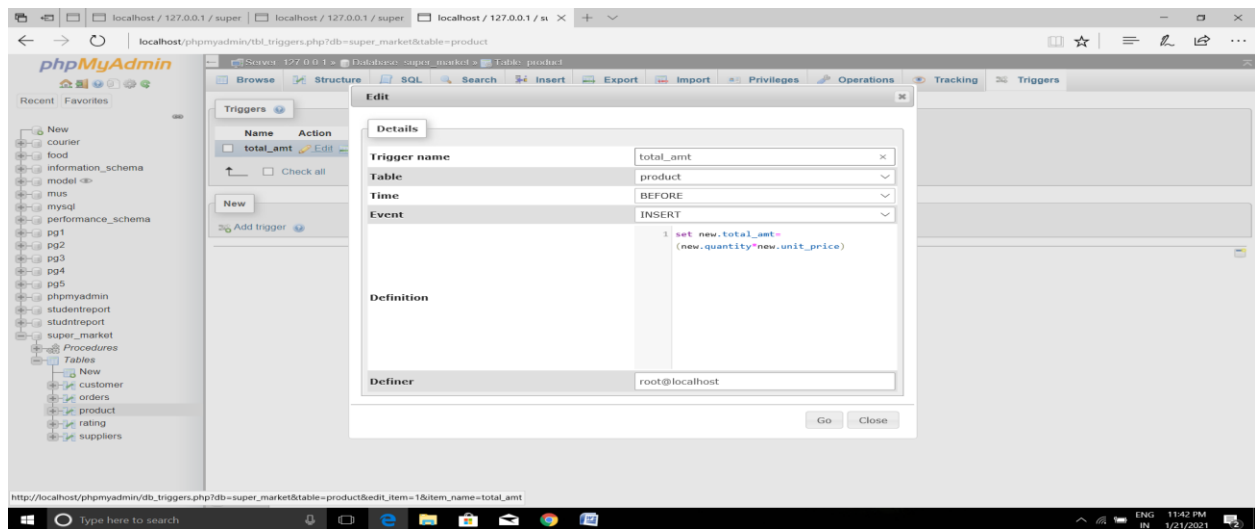 localhost / 127.0.0.1 / super
localhost / 127.0.0.1 / super
localhost / 127.0.0.1 / su
localhost/phpmyadmin/tbl_triggers.php?db=super_market&table=product
phpMyAdmin
Recent Favorites
New
courier
food
information_schema
model
mus
mysql
performance_schema
pg1
pg2
pg3
pg4
pg5
phpmyadmin
studentreport
studntreport
super_market
Procedures
Tables
New
customer
orders
product
rating
suppliers
Server: 127.0.0.1 » Database: super_market » Table: product
Browse Structure SQL Search Insert Export Import Privileges Operations Tracking Triggers
Triggers
Name Action
total_amt Edit
Check all
New
Add trigger
Edit
Details
Trigger name total_amt
Table product
Time BEFORE
Event INSERT
Definition
1 set new.total_amt=
(new.quantity*new.unit_price)
Definer root@localhost
Go Close
http://localhost/phpmyadmin/db_triggers.php?db=super_market&table=product&edit_item=1&item_name=total_amt
Type here to search
ENG 11:42 PM
IN 1/21/2021
2